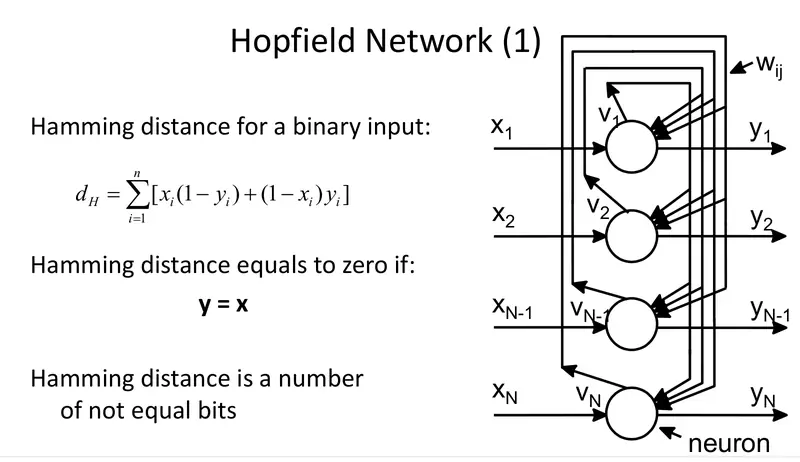 Hopfield Network (1)
Hamming distance for a binary input:
d_H = \sum_{i=1}^{n} [x_i(1 − y_i) + (1 − x_i)y_i]
Hamming distance equals to zero if:
y = x
Hamming distance is a number
of not equal bits
w_ij
x_1
v_1
y_1
x_2
v_2
y_2
x_N-1
v_N-1
y_N-1
x_N
v_N
y_N
neuron